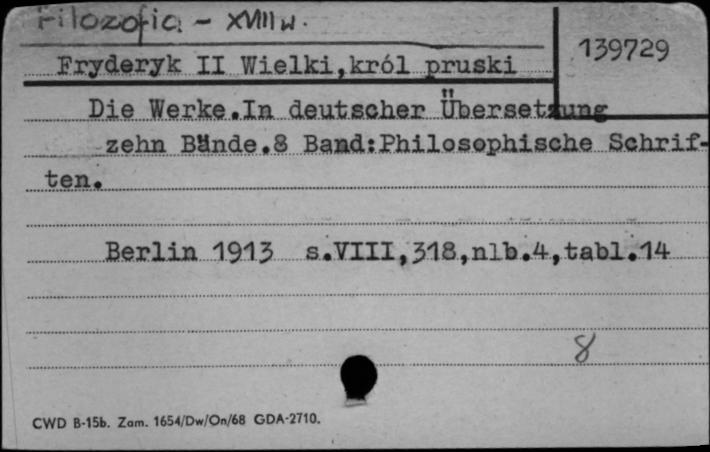 Filozofia - XVIII w.
139729
Fryderyk II Wielki,król pruski
Die Werke.In deutscher Übersetzung
zehn Bände.8 Band:Philosophische Schrif-
ten.
Berlin 1913 s.VIII,318,nlb.4,tabl.14
8
CWD B-15b. Zam. 1654/Dw/On/68 GDA-2710.